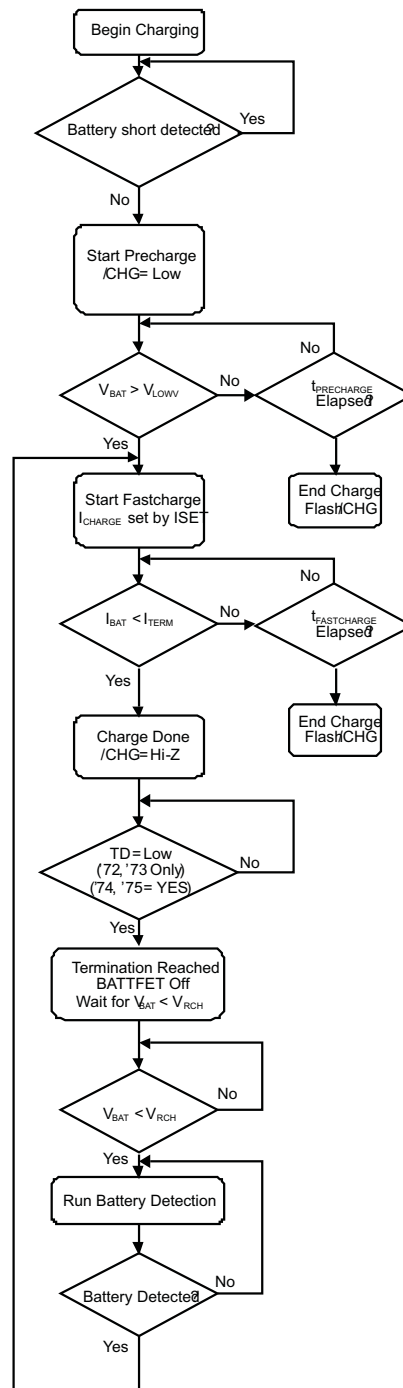 Begin Charging
Battery short detected?
Yes
No
Start Precharge
/CHG= Low
No
VBAT > VLOWV
No
tPRECHARGE
Elapsed?
Yes
End Charge
Flash/CHG
Start Fastcharge
ICHARGE set by ISET
No
IBAT < ITERM
No
tFASTCHARGE
Elapsed?
Yes
End Charge
Flash/CHG
Charge Done
/CHG=Hi-Z
TD=Low
('72, '73 Only)
('74, '75= YES)
No
Yes
Termination Reached
BATTFET Off
Wait for VBAT < VRCH
No
VBAT < VRCH
Yes
Run Battery Detection
No
Battery Detected?
Yes